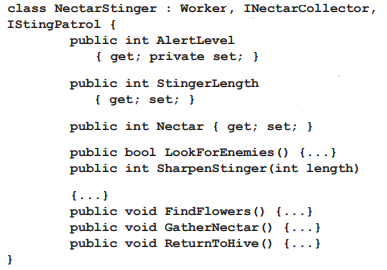 class NectarStinger : Worker, INectarCollector,
IStingPatrol {
public int AlertLevel
{ get; private set; }
public int StingerLength
{ get; set; }
public int Nectar { get; set; }
public bool LookForEnemies() {...}
public int SharpenStinger(int length)
{...}
public void FindFlowers() {...}
public void GatherNectar() {...}
public void ReturnToHive() {...}
}